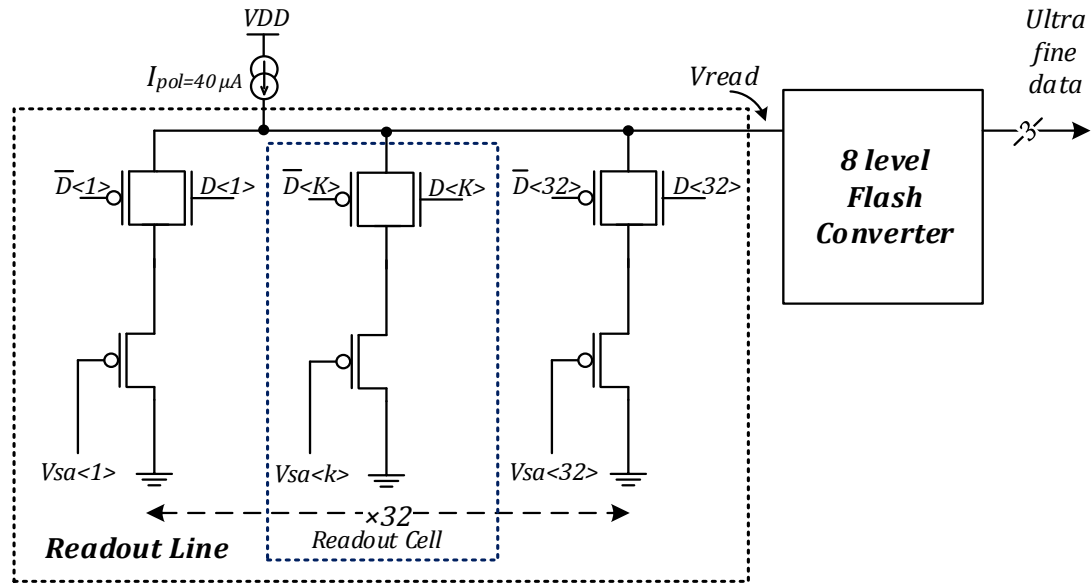 VDD
I_pol=40 μA
Vread
Ultra
fine
data
3
8 level
Flash
Converter
D̅<1>
D<1>
D̅<K>
D<K>
D̅<32>
D<32>
Vsa<1>
Vsa<k>
Vsa<32>
×32
Readout Line
Readout Cell